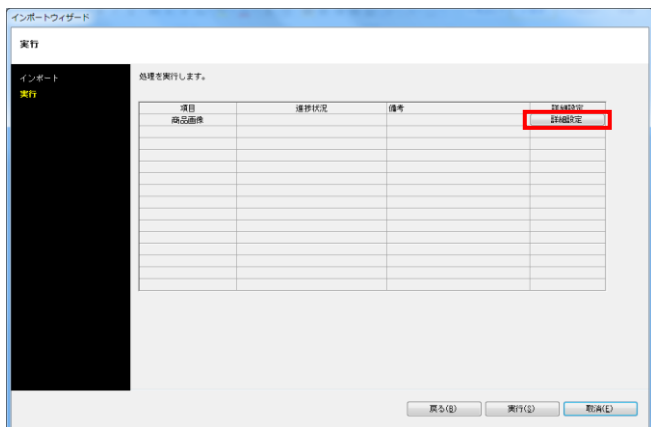 インポートウィザード
実行
インポート
実行
処理を実行します。
項目 進捗状況 備考 詳細設定
商品画像 詳細設定
戻る(B) 実行(S) 取消(E)